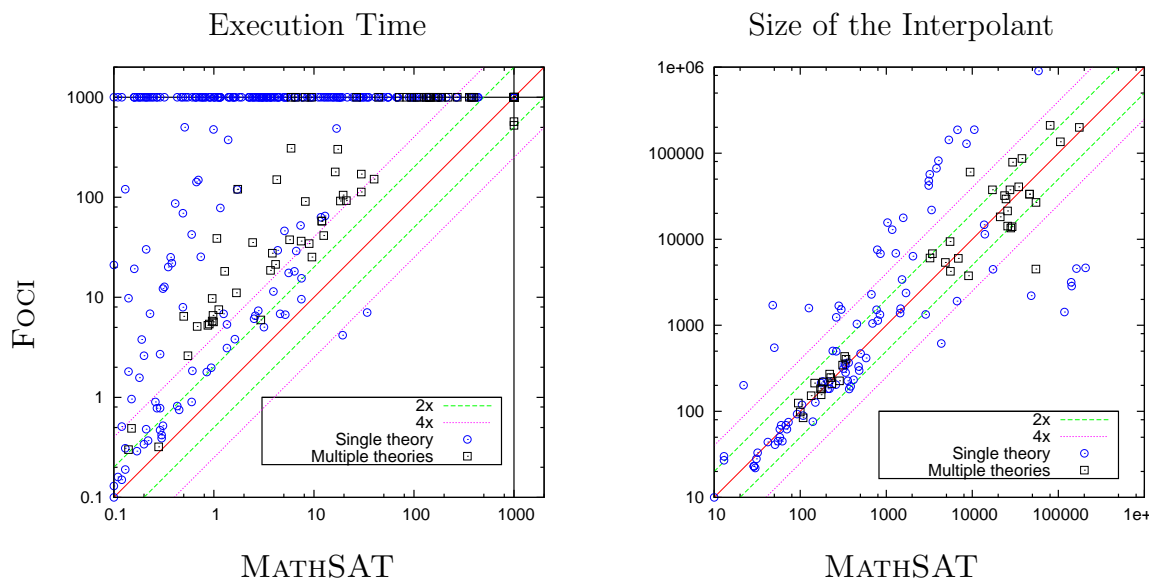 Execution Time
Size of the Interpolant
FOCI
1000
100
10
1
0.1
2x
4x
Single theory
Multiple theories
0.1 1 10 100 1000
MATHSAT
1e+06
100000
10000
1000
100
10
2x
4x
Single theory
Multiple theories
10 100 1000 10000 100000 1e+
MATHSAT